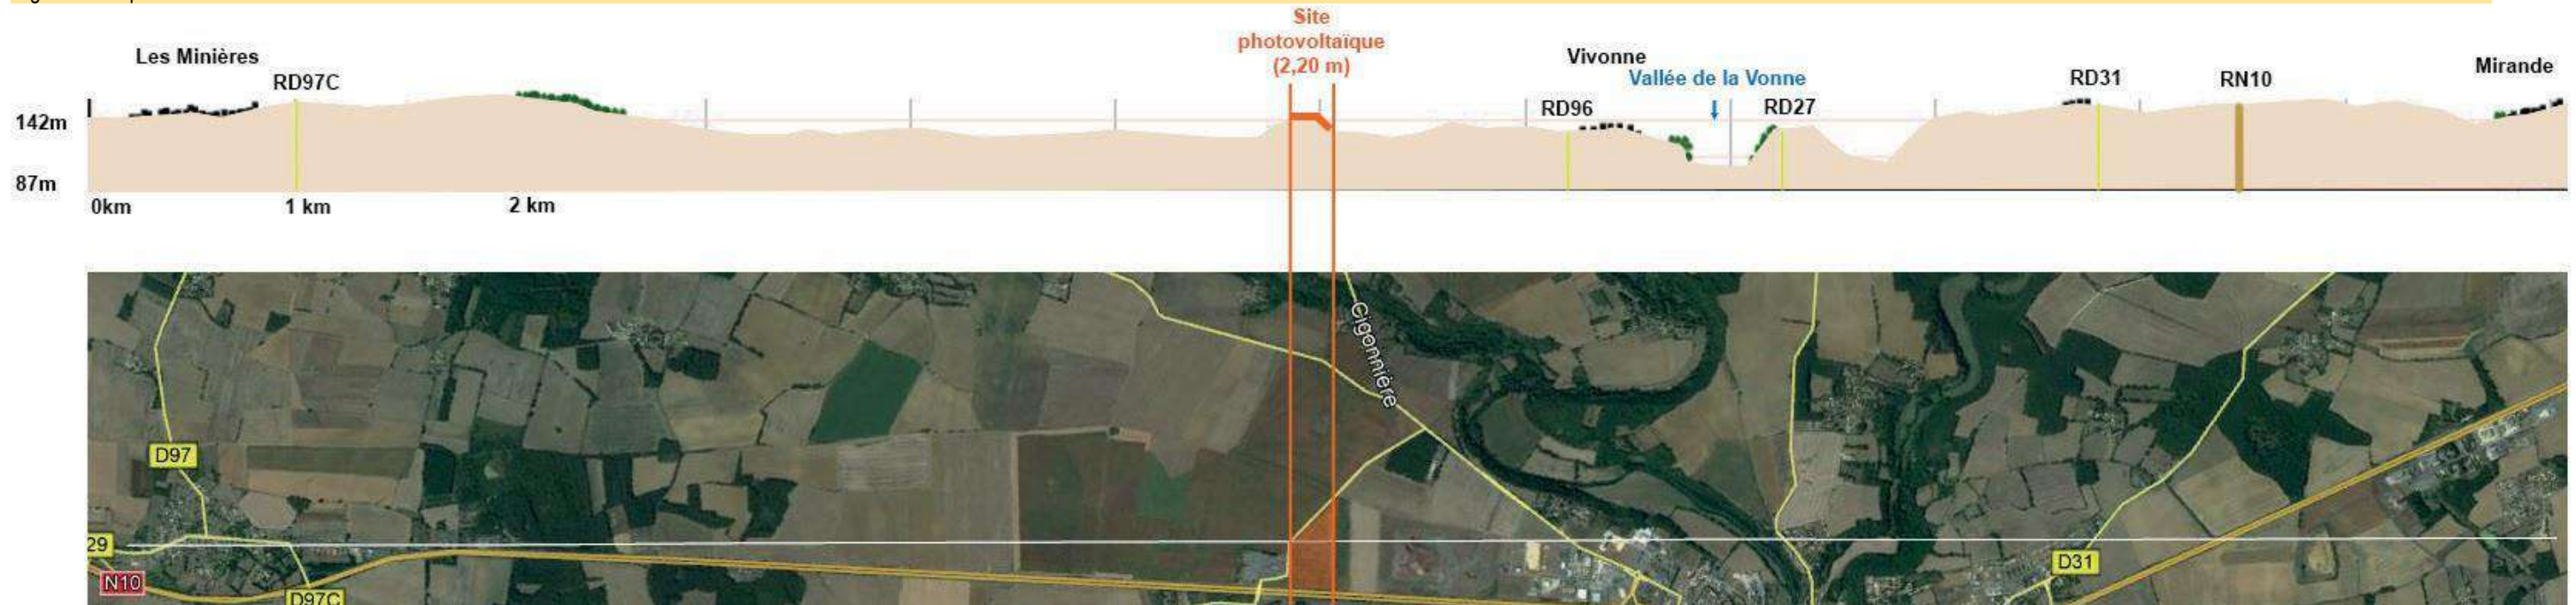 Site
photovoltaïque
(2,20 m)
Les Minières
RD97C
Vivonne
Vallée de la Vonne
RD96
RD27
RD31
RN10
Mirande
142m
87m
0km
1 km
2 km
Cigonnière
D97
29
N10
D97C
D31